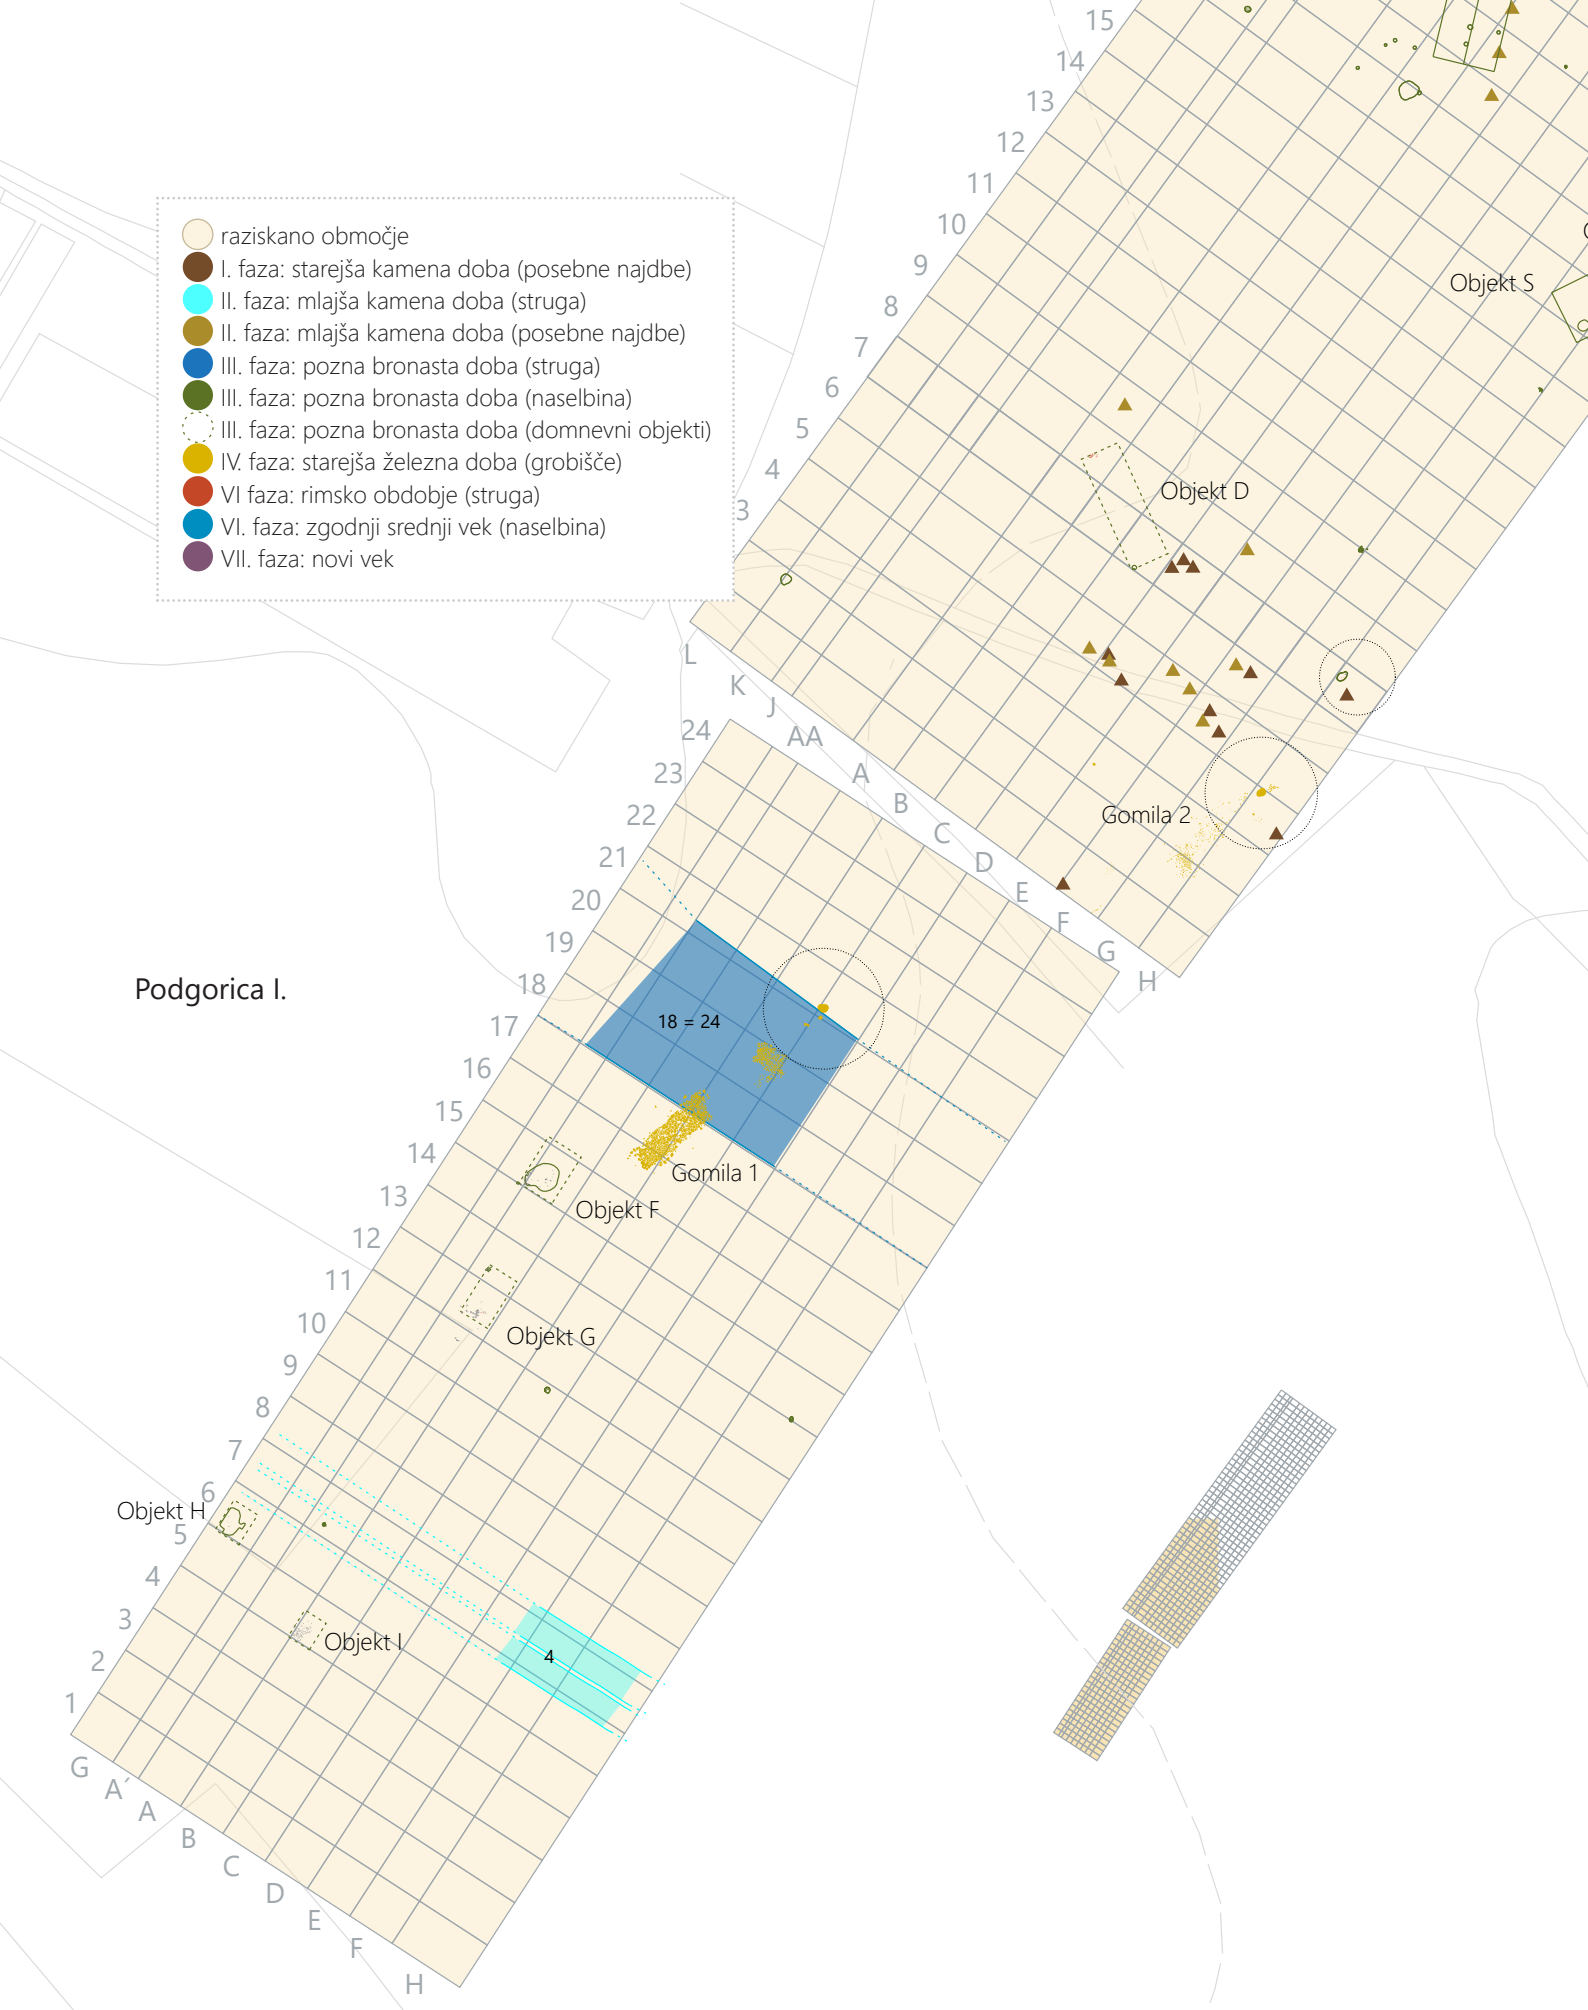 raziskano območje
I. faza: starejša kamena doba (posebne najdbe)
II. faza: mlajša kamena doba (struga)
II. faza: mlajša kamena doba (posebne najdbe)
III. faza: pozna bronasta doba (struga)
III. faza: pozna bronasta doba (naselbina)
III. faza: pozna bronasta doba (domnevni objekti)
IV. faza: starejša železna doba (grobišče)
VI faza: rimsko obdobje (struga)
VI. faza: zgodnji srednji vek (naselbina)
VII. faza: novi vek
15
14
13
12
11
10
9
8
7
6
5
4
3
Objekt S
Objekt D
Gomila 2
L
K
J
AA
A
B
C
D
E
F
G
H
24
23
22
21
20
19
18
17
16
15
14
13
12
11
10
9
8
7
6
5
4
3
2
1
Podgorica I.
18 = 24
Gomila 1
Objekt F
Objekt G
Objekt H
Objekt I
4
G
A´
A
B
C
D
E
F
H